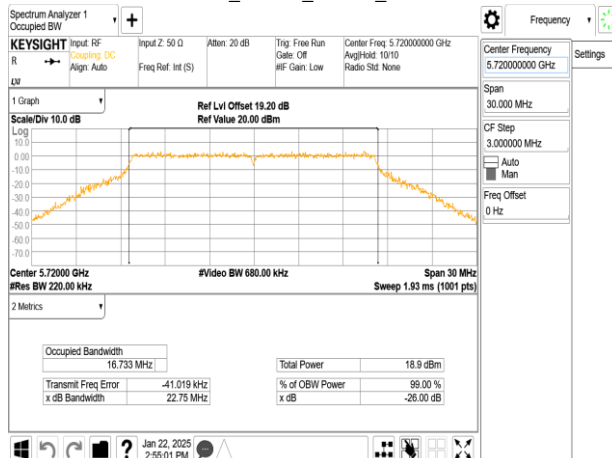 Spectrum Analyzer 1
Occupied BW
Frequency
KEYSIGHT
R
Input: RF
Coupling: DC
Align: Auto
Input Z: 50 Ω
Freq Ref: Int (S)
Atten: 20 dB
Trig: Free Run
Gate: Off
#IF Gain: Low
Center Freq: 5.720000000 GHz
Avg|Hold: 10/10
Radio Std: None
Center Frequency
5.720000000 GHz
Settings
Span
30.000 MHz
CF Step
3.000000 MHz
Auto
Man
Freq Offset
0 Hz
1 Graph
Scale/Div 10.0 dB
Ref Lvl Offset 19.20 dB
Ref Value 20.00 dBm
Log
10.0
0.00
-10.0
-20.0
-30.0
-40.0
-50.0
-60.0
-70.0
Center 5.72000 GHz
#Res BW 220.00 kHz
#Video BW 680.00 kHz
Span 30 MHz
Sweep 1.93 ms (1001 pts)
2 Metrics
Occupied Bandwidth
16.733 MHz
Transmit Freq Error -41.019 kHz
x dB Bandwidth 22.75 MHz
Total Power 18.9 dBm
% of OBW Power 99.00 %
x dB -26.00 dB
?
Jan 22, 2025
2:55:01 PM